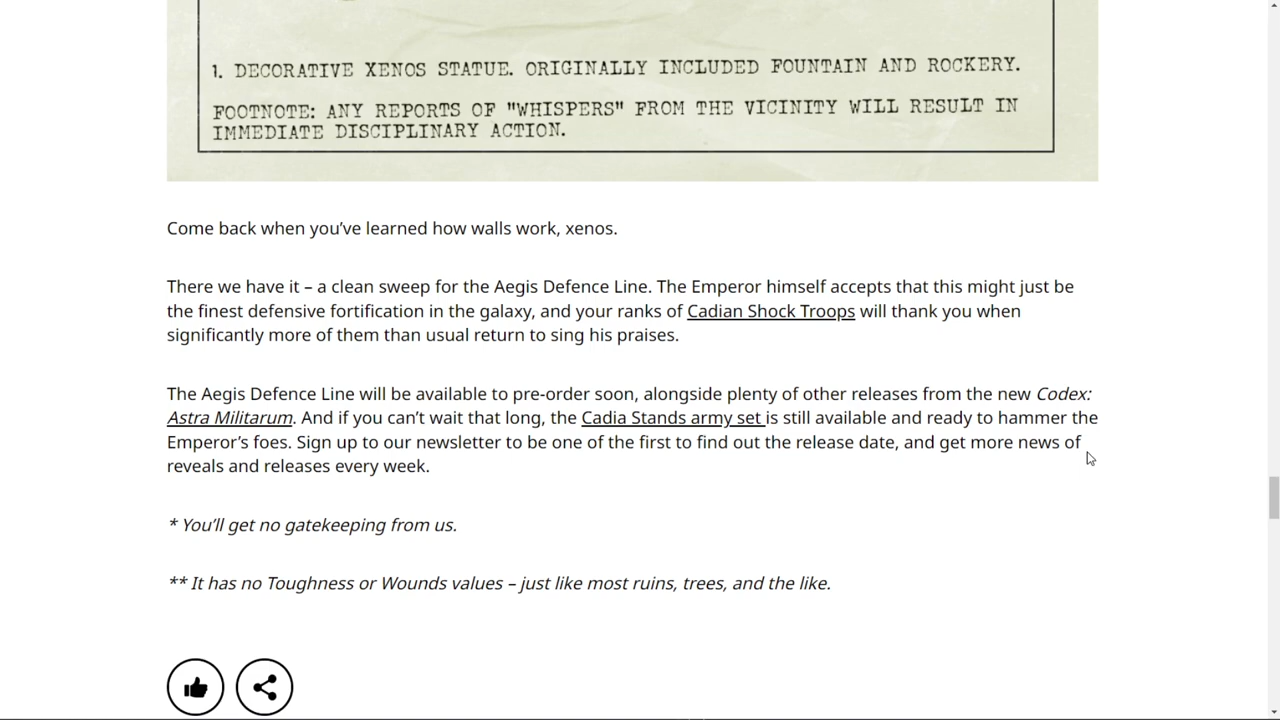 1. DECORATIVE XENOS STATUE. ORIGINALLY INCLUDED FOUNTAIN AND ROCKERY.
FOOTNOTE: ANY REPORTS OF "WHISPERS" FROM THE VICINITY WILL RESULT IN
IMMEDIATE DISCIPLINARY ACTION.
Come back when you’ve learned how walls work, xenos.
There we have it – a clean sweep for the Aegis Defence Line. The Emperor himself accepts that this might just be
the finest defensive fortification in the galaxy, and your ranks of Cadian Shock Troops will thank you when
significantly more of them than usual return to sing his praises.
The Aegis Defence Line will be available to pre-order soon, alongside plenty of other releases from the new Codex:
Astra Militarum. And if you can’t wait that long, the Cadia Stands army set is still available and ready to hammer the
Emperor’s foes. Sign up to our newsletter to be one of the first to find out the release date, and get more news of
reveals and releases every week.
* You’ll get no gatekeeping from us.
** It has no Toughness or Wounds values – just like most ruins, trees, and the like.